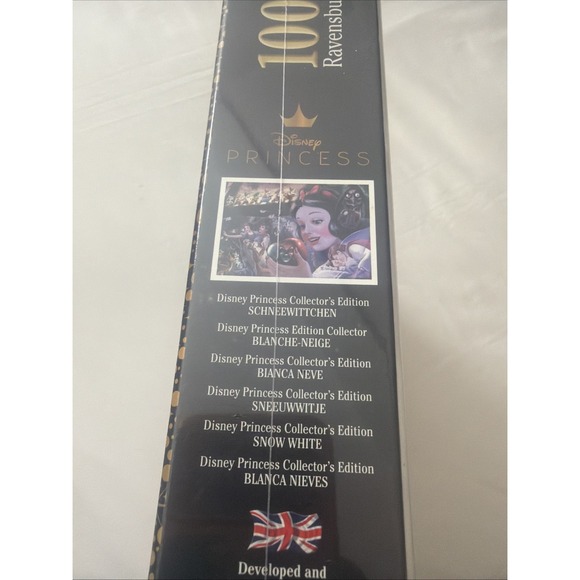 100
Ravensbu
Disney
PRINCESS
Disney Princess Collector's Edition
SCHNEEWITTCHEN
Disney Princess Edition Collector
BLANCHE-NEIGE
Disney Princess Collector's Edition
BIANCA NEVE
Disney Princess Collector's Edition
SNEEUWWITJE
Disney Princess Collector's Edition
SNOW WHITE
Disney Princess Collector's Edition
BLANCA NIEVES
Developed and